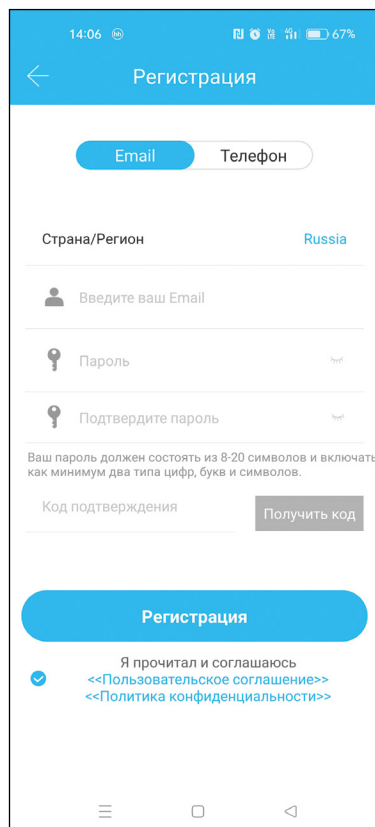 14:06 67%
Регистрация
Email Телефон
Страна/Регион Russia
Введите ваш Email
Пароль
Подтвердите пароль
Ваш пароль должен состоять из 8-20 символов и включать
как минимум два типа цифр, букв и символов.
Код подтверждения Получить код
Регистрация
Я прочитал и соглашаюсь
<<Пользовательское соглашение>>
<<Политика конфиденциальности>>